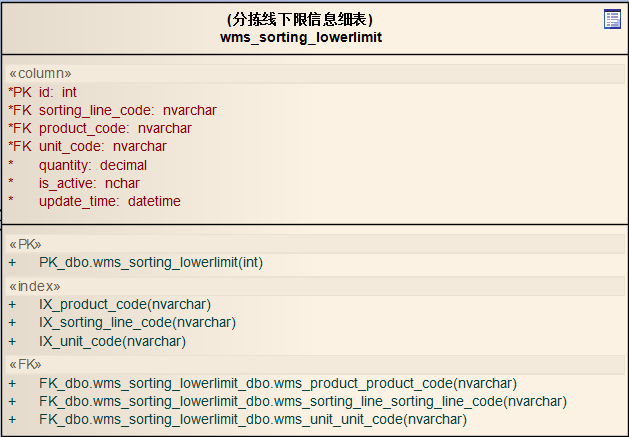 (分拣线下限信息细表)
wms_sorting_lowerlimit
«column»
*PK id: int
*FK sorting_line_code: nvarchar
*FK product_code: nvarchar
*FK unit_code: nvarchar
* quantity: decimal
* is_active: nchar
* update_time: datetime
«PK»
+ PK_dbo.wms_sorting_lowerlimit(int)
«index»
+ IX_product_code(nvarchar)
+ IX_sorting_line_code(nvarchar)
+ IX_unit_code(nvarchar)
«FK»
+ FK_dbo.wms_sorting_lowerlimit_dbo.wms_product_product_code(nvarchar)
+ FK_dbo.wms_sorting_lowerlimit_dbo.wms_sorting_line_sorting_line_code(nvarchar)
+ FK_dbo.wms_sorting_lowerlimit_dbo.wms_unit_unit_code(nvarchar)